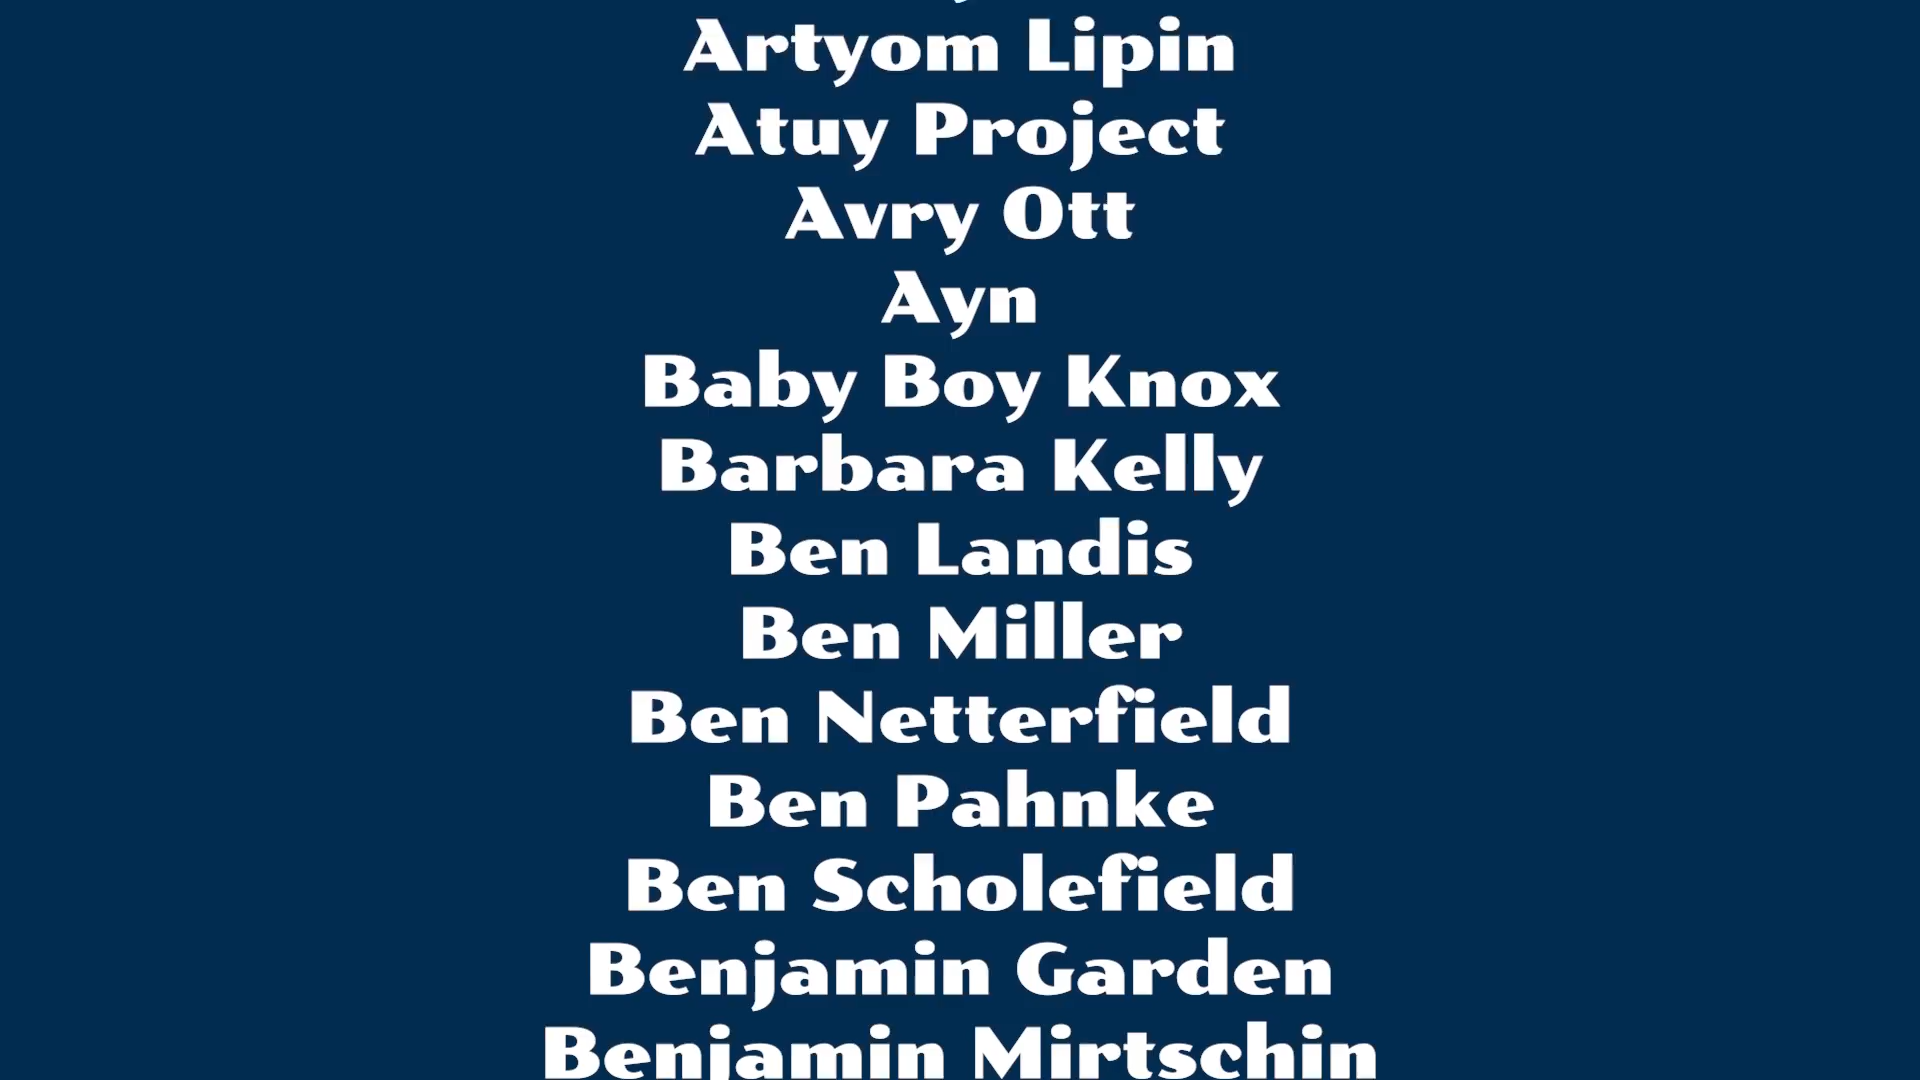 Artyom Lipin
Atuy Project
Avry Ott
Ayn
Baby Boy Knox
Barbara Kelly
Ben Landis
Ben Miller
Ben Netterfield
Ben Pahnke
Ben Scholefield
Benjamin Garden
Benjamin Mirtschin